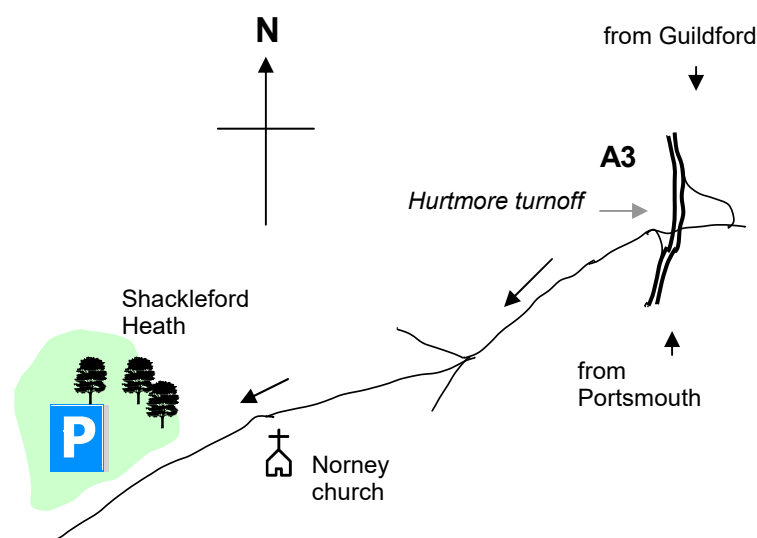 N
from Guildford
A3
Hurtmore turnoff
Shackleford
Heath
from
Portsmouth
P
Norney
church